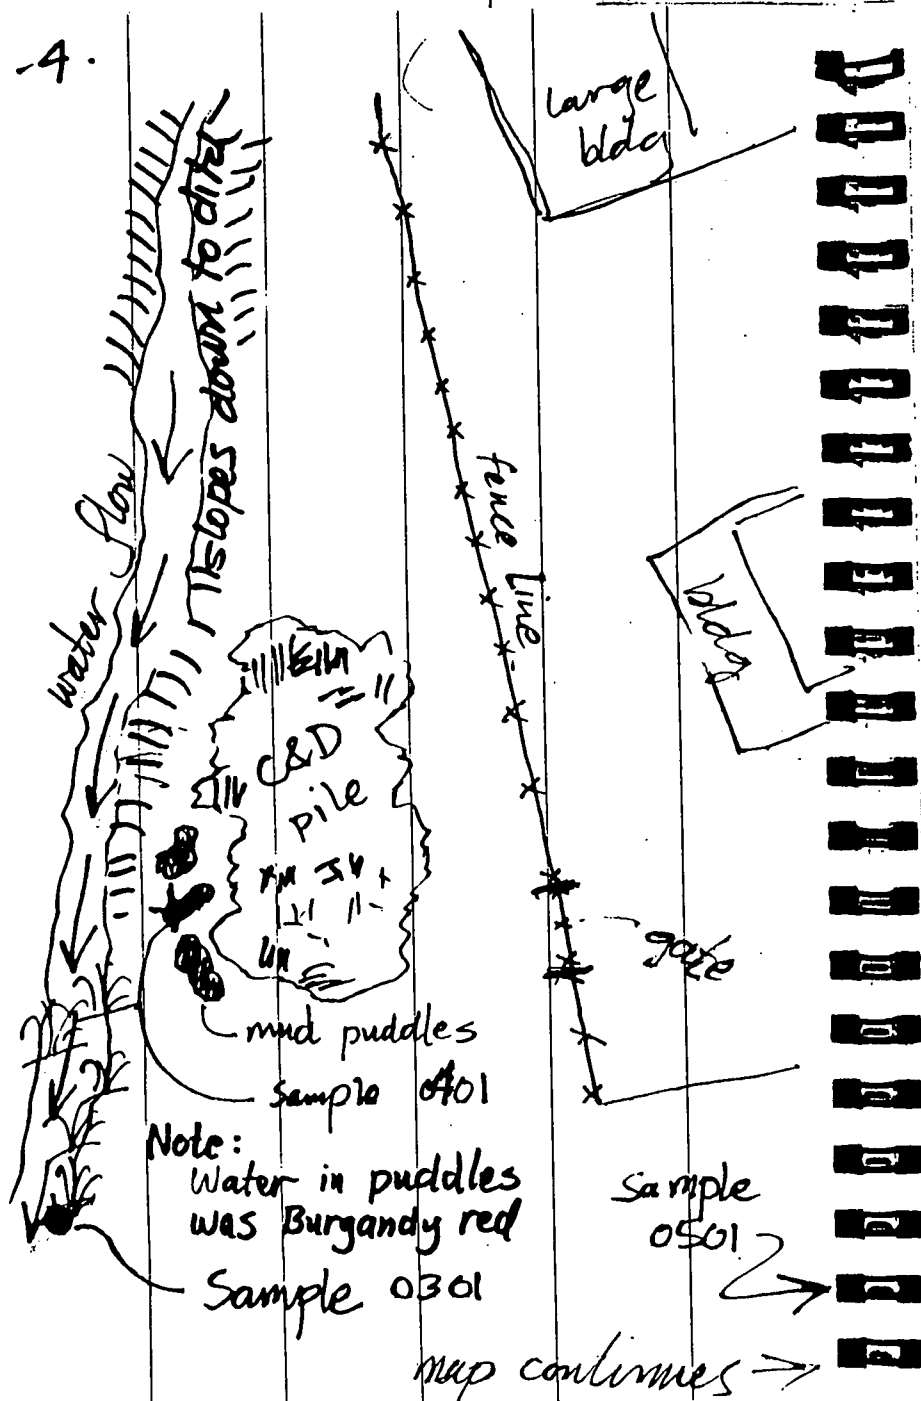 -4.
large
bldg
slopes down to ditch
water flow
fence line
bldg
C&D
pile
gate
mud puddles
Sample 0401
Note:
Water in puddles
was Burgandy red
Sample
0501
Sample 0301
map continues